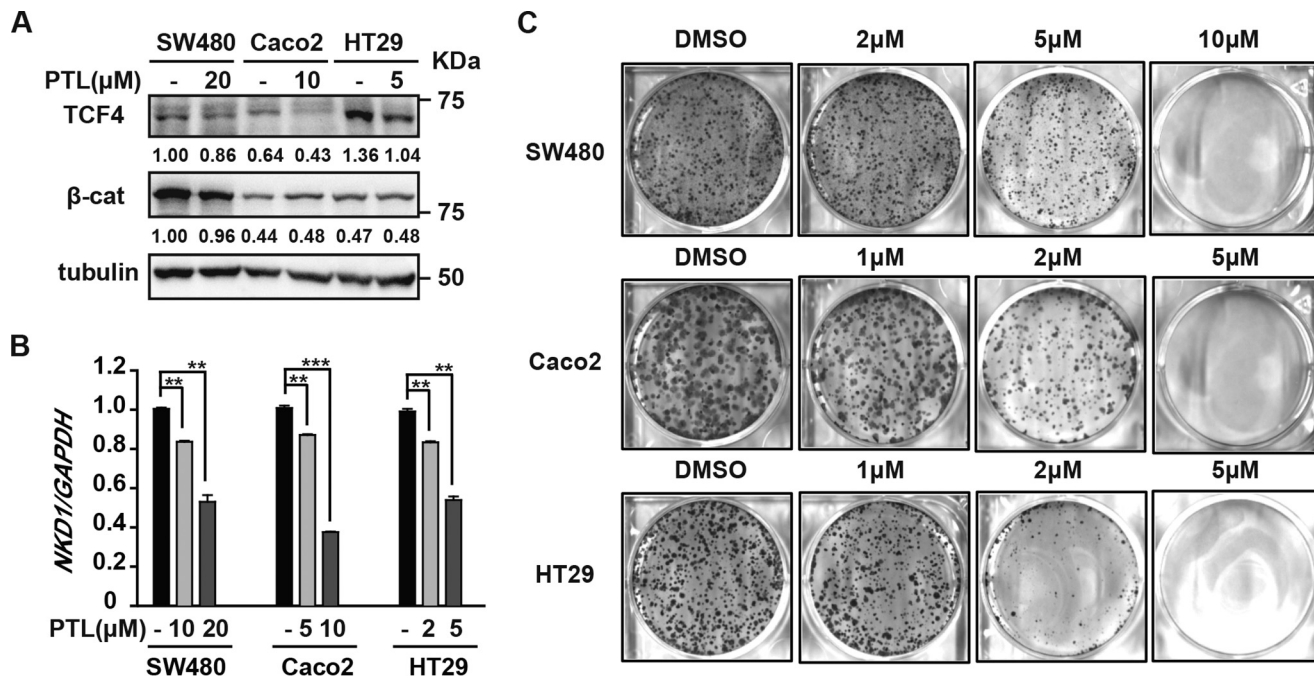 A
SW480 Caco2 HT29
KDa
PTL(μM) - 20 - 10 - 5
TCF4
75
1.00 0.86 0.64 0.43 1.36 1.04
β-cat
75
1.00 0.96 0.44 0.48 0.47 0.48
tubulin
50
B
NKD1/GAPDH
1.2
1.0
0.8
0.6
0.4
0.2
0
** ** ** *** ** **
PTL(μM) - 10 20 - 5 10 - 2 5
SW480 Caco2 HT29
C
DMSO 2μM 5μM 10μM
SW480
DMSO 1μM 2μM 5μM
Caco2
DMSO 1μM 2μM 5μM
HT29